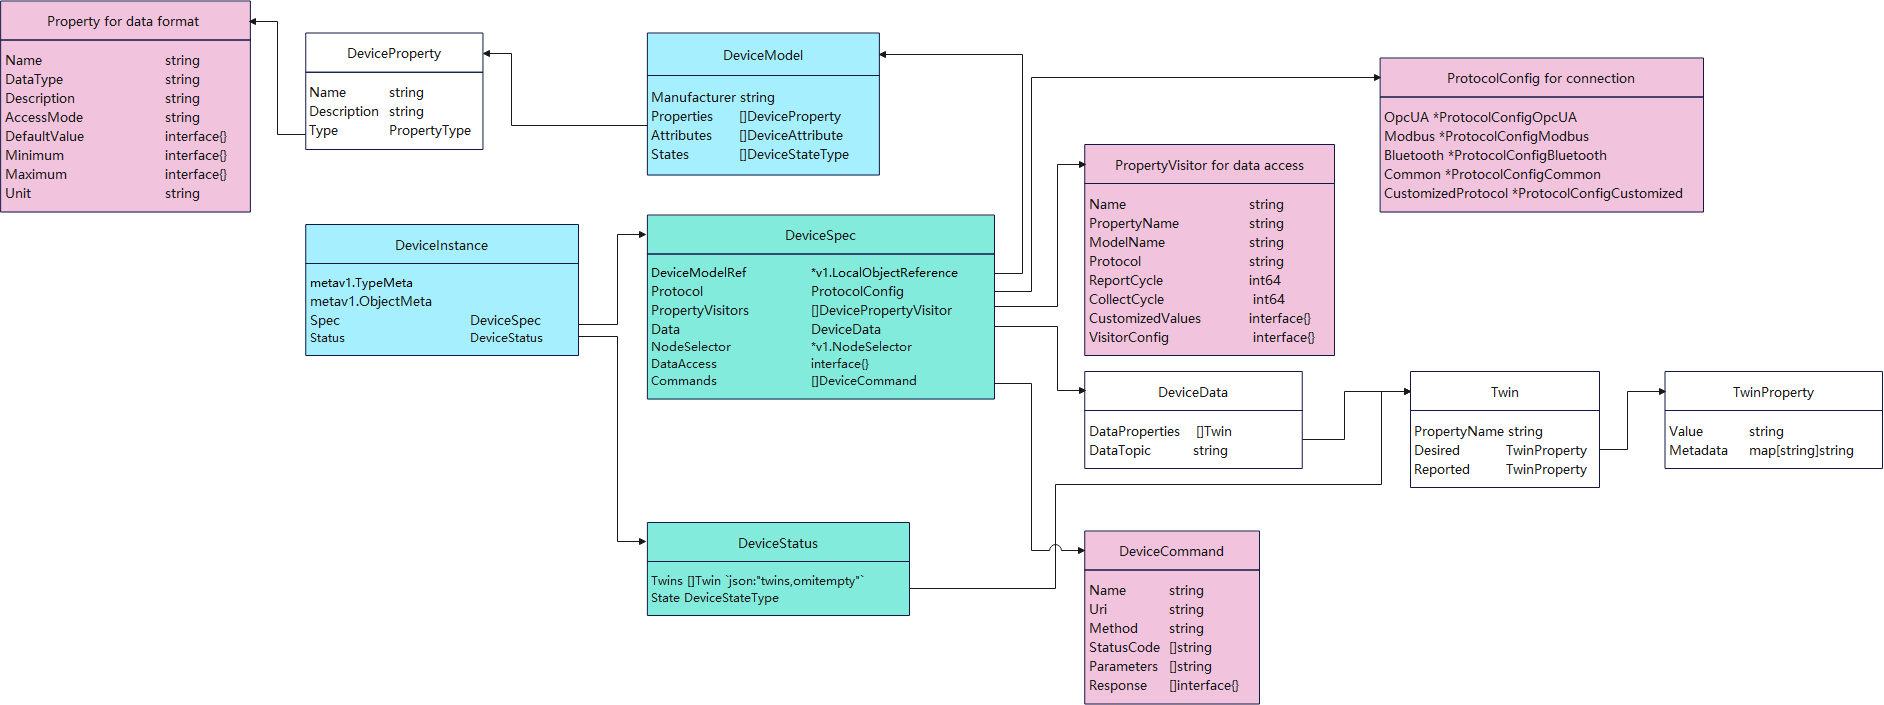 Property for data format
Name string
DataType string
Description string
AccessMode string
DefaultValue interface{}
Minimum interface{}
Maximum interface{}
Unit string
DeviceProperty
Name string
Description string
Type PropertyType
DeviceModel
Manufacturer string
Properties []DeviceProperty
Attributes []DeviceAttribute
States []DeviceStateType
ProtocolConfig for connection
OpcUA *ProtocolConfigOpcUA
Modbus *ProtocolConfigModbus
Bluetooth *ProtocolConfigBluetooth
Common *ProtocolConfigCommon
CustomizedProtocol *ProtocolConfigCustomized
PropertyVisitor for data access
Name string
PropertyName string
ModelName string
Protocol string
ReportCycle int64
CollectCycle int64
CustomizedValues interface{}
VisitorConfig interface{}
DeviceInstance
metav1.TypeMeta
metav1.ObjectMeta
Spec DeviceSpec
Status DeviceStatus
DeviceSpec
DeviceModelRef *v1.LocalObjectReference
Protocol ProtocolConfig
PropertyVisitors []DevicePropertyVisitor
Data DeviceData
NodeSelector *v1.NodeSelector
DataAccess interface{}
Commands []DeviceCommand
DeviceData
DataProperties []Twin
DataTopic string
Twin
PropertyName string
Desired TwinProperty
Reported TwinProperty
TwinProperty
Value string
Metadata map[string]string
DeviceStatus
Twins []Twin `json:"twins,omitempty"`
State DeviceStateType
DeviceCommand
Name string
Uri string
Method string
StatusCode []string
Parameters []string
Response []interface{}